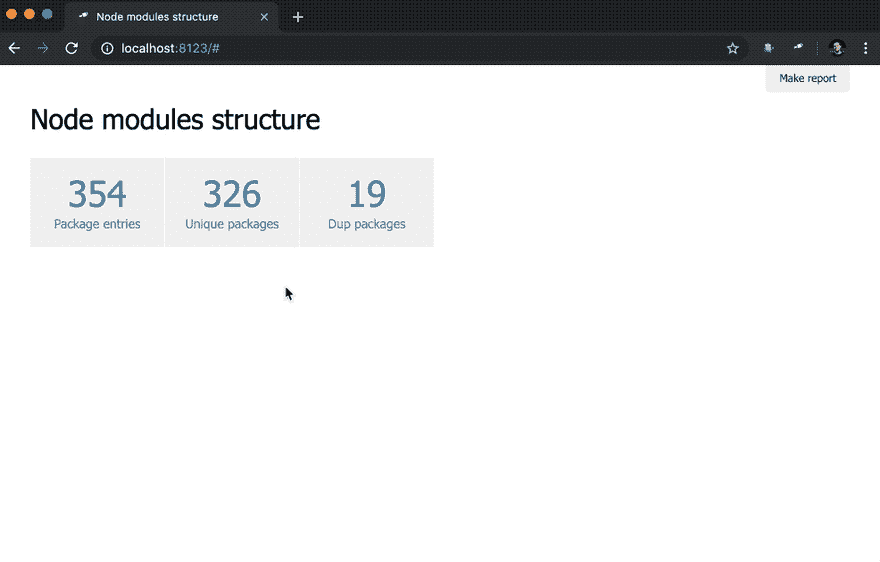 Node modules structure
localhost:8123/#
Make report
Node modules structure
354 326 19
Package entries Unique packages Dup packages